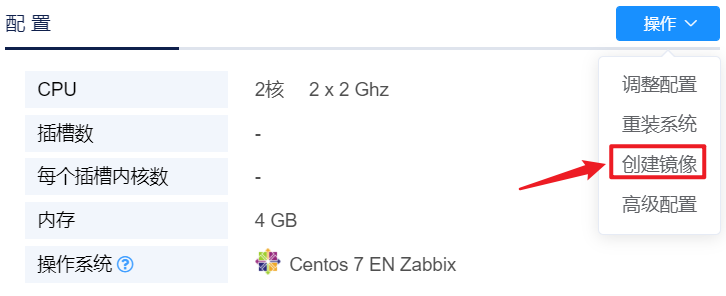 配 置
操作
CPU 2核 2 x 2 Ghz
调整配置
插槽数 -
重装系统
每个插槽内核数 -
创建镜像
内存 4 GB
高级配置
操作系统 ? Centos 7 EN Zabbix